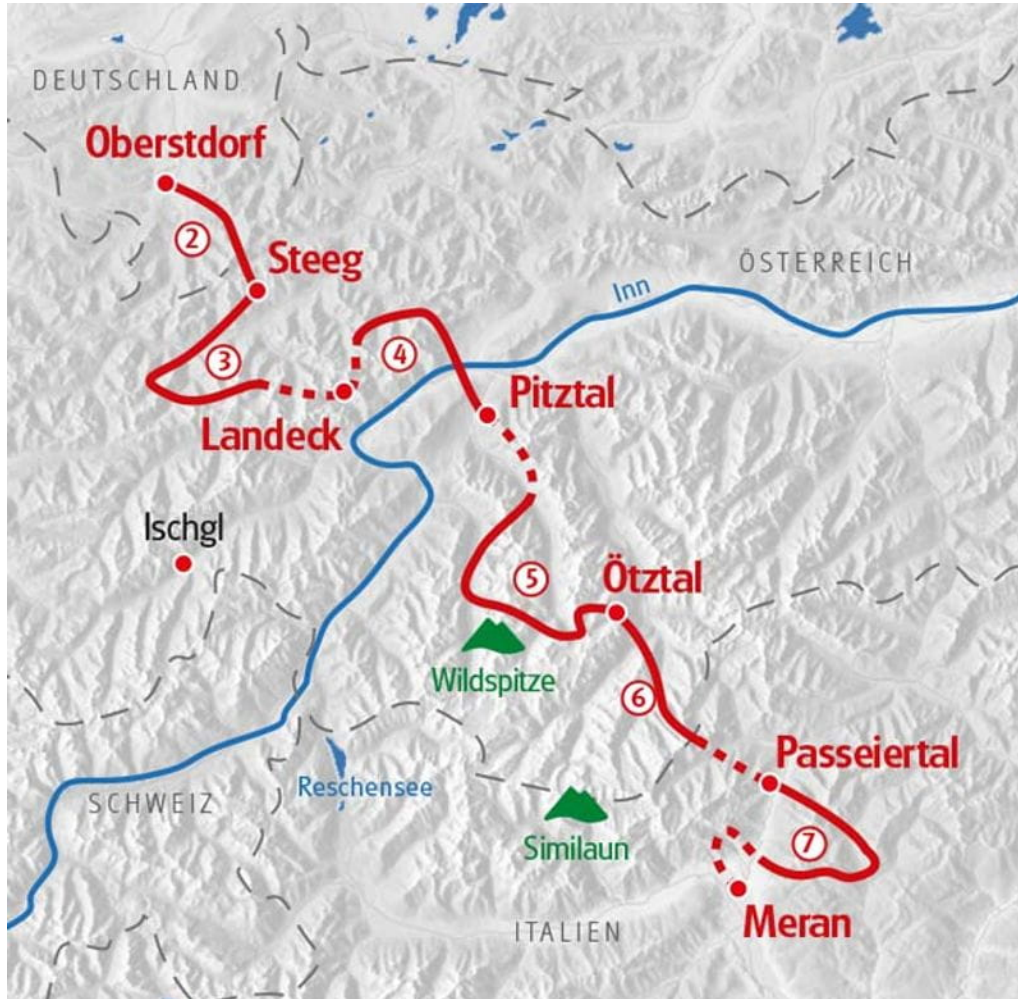 DEUTSCHLAND
Oberstdorf
②
Steeg
ÖSTERREICH
Inn
③
④
Landeck
Pitztal
Ischgl
⑤
Ötztal
Wildspitze
⑥
Passeiertal
Reschensee
SCHWEIZ
Similaun
⑦
Meran
ITALIEN